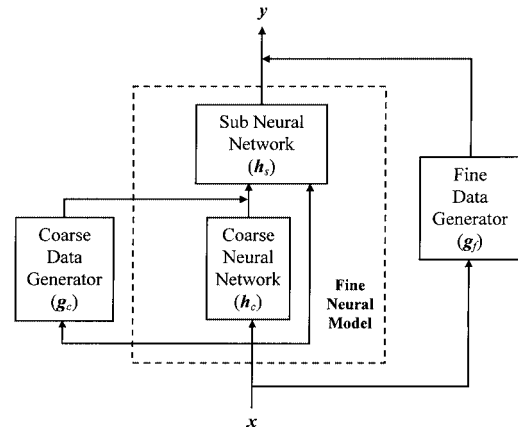 y
Sub Neural
Network
(hs)
Coarse
Data
Generator
(gc)
Coarse
Neural
Network
(hc)
Fine
Neural
Model
Fine
Data
Generator
(gf)
x